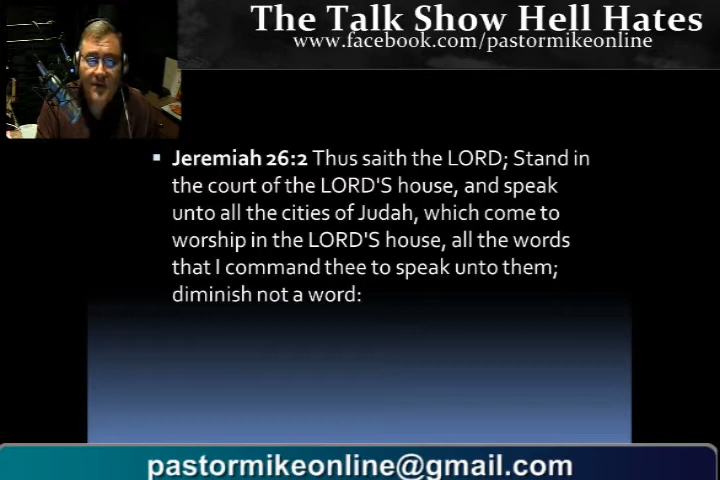 The Talk Show Hell Hates
www.facebook.com/pastormikeonline
Jeremiah 26:2 Thus saith the LORD; Stand in
the court of the LORD'S house, and speak
unto all the cities of Judah, which come to
worship in the LORD'S house, all the words
that I command thee to speak unto them;
diminish not a word:
pastormikeonline@gmail.com